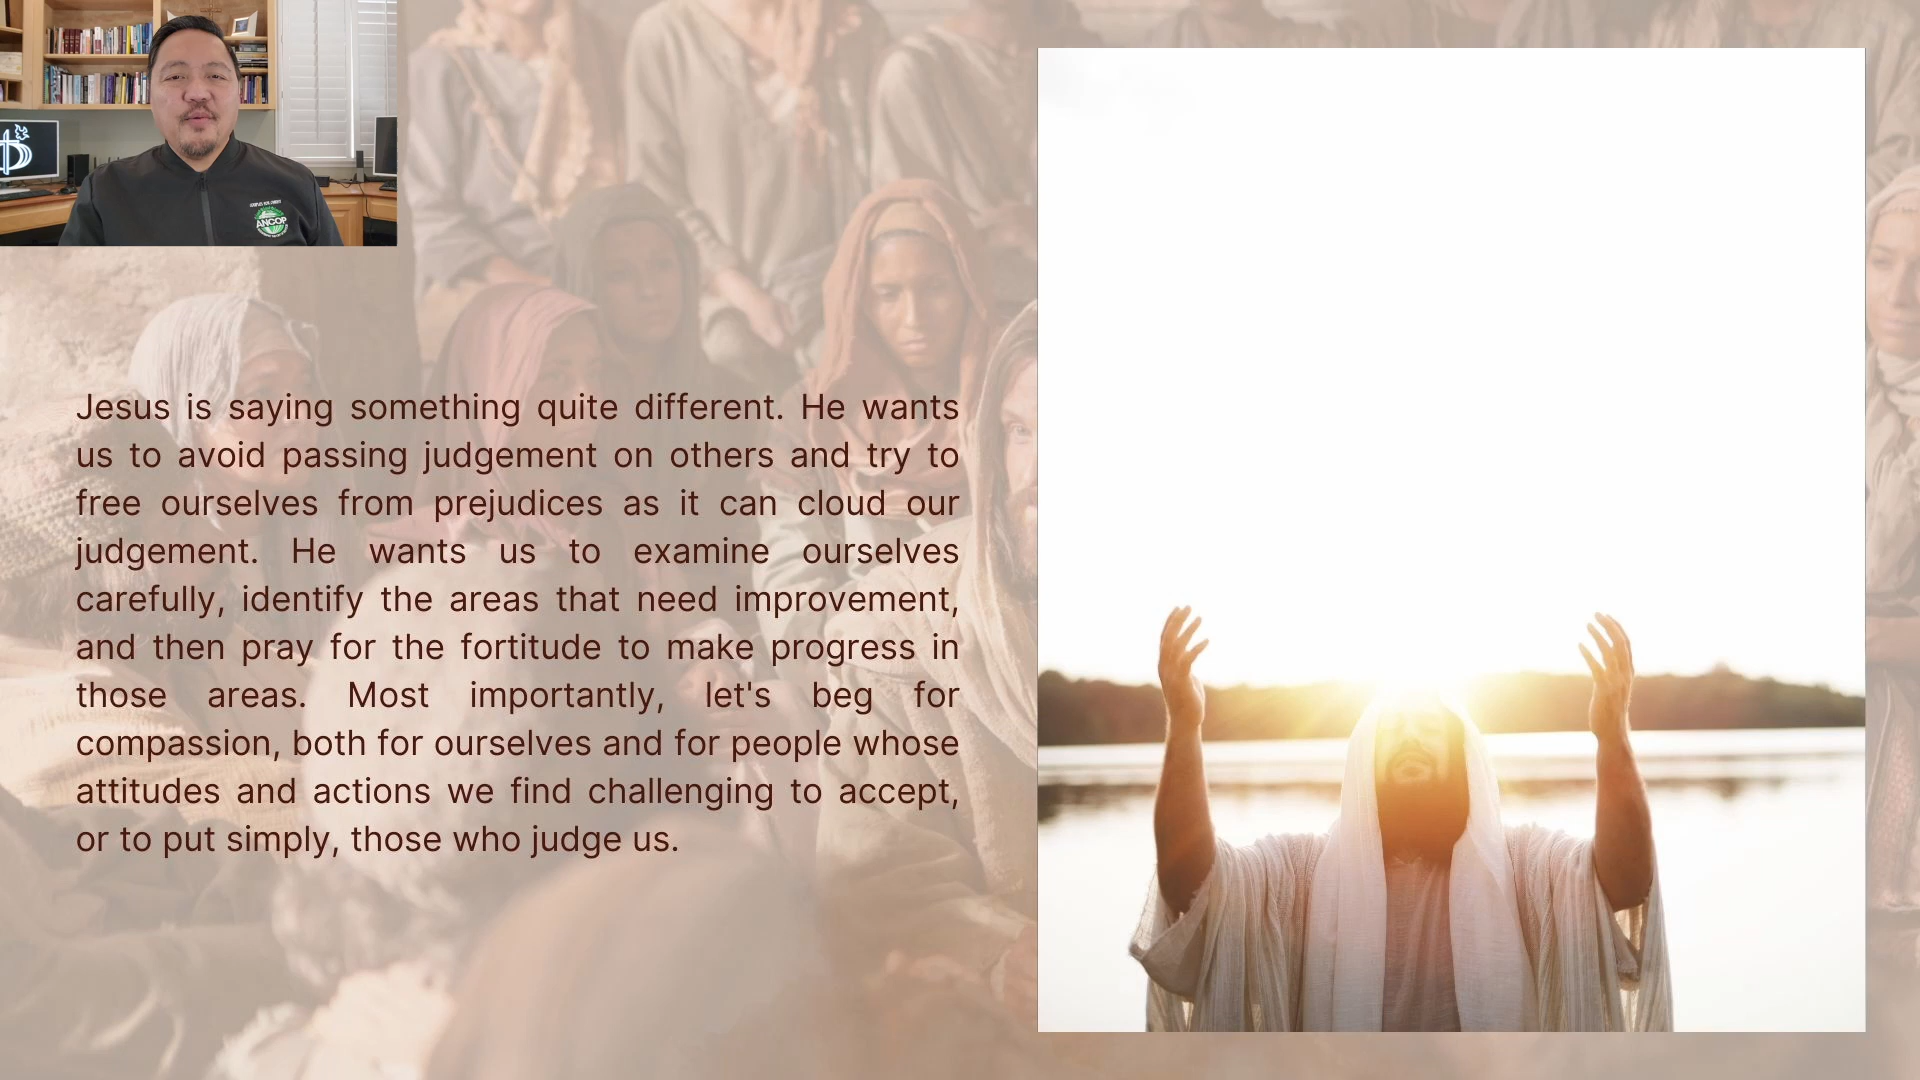 COUPLES FOR CHRIST
ANCOP
Jesus is saying something quite different. He wants
us to avoid passing judgement on others and try to
free ourselves from prejudices as it can cloud our
judgement. He wants us to examine ourselves
carefully, identify the areas that need improvement,
and then pray for the fortitude to make progress in
those areas. Most importantly, let's beg for
compassion, both for ourselves and for people whose
attitudes and actions we find challenging to accept,
or to put simply, those who judge us.